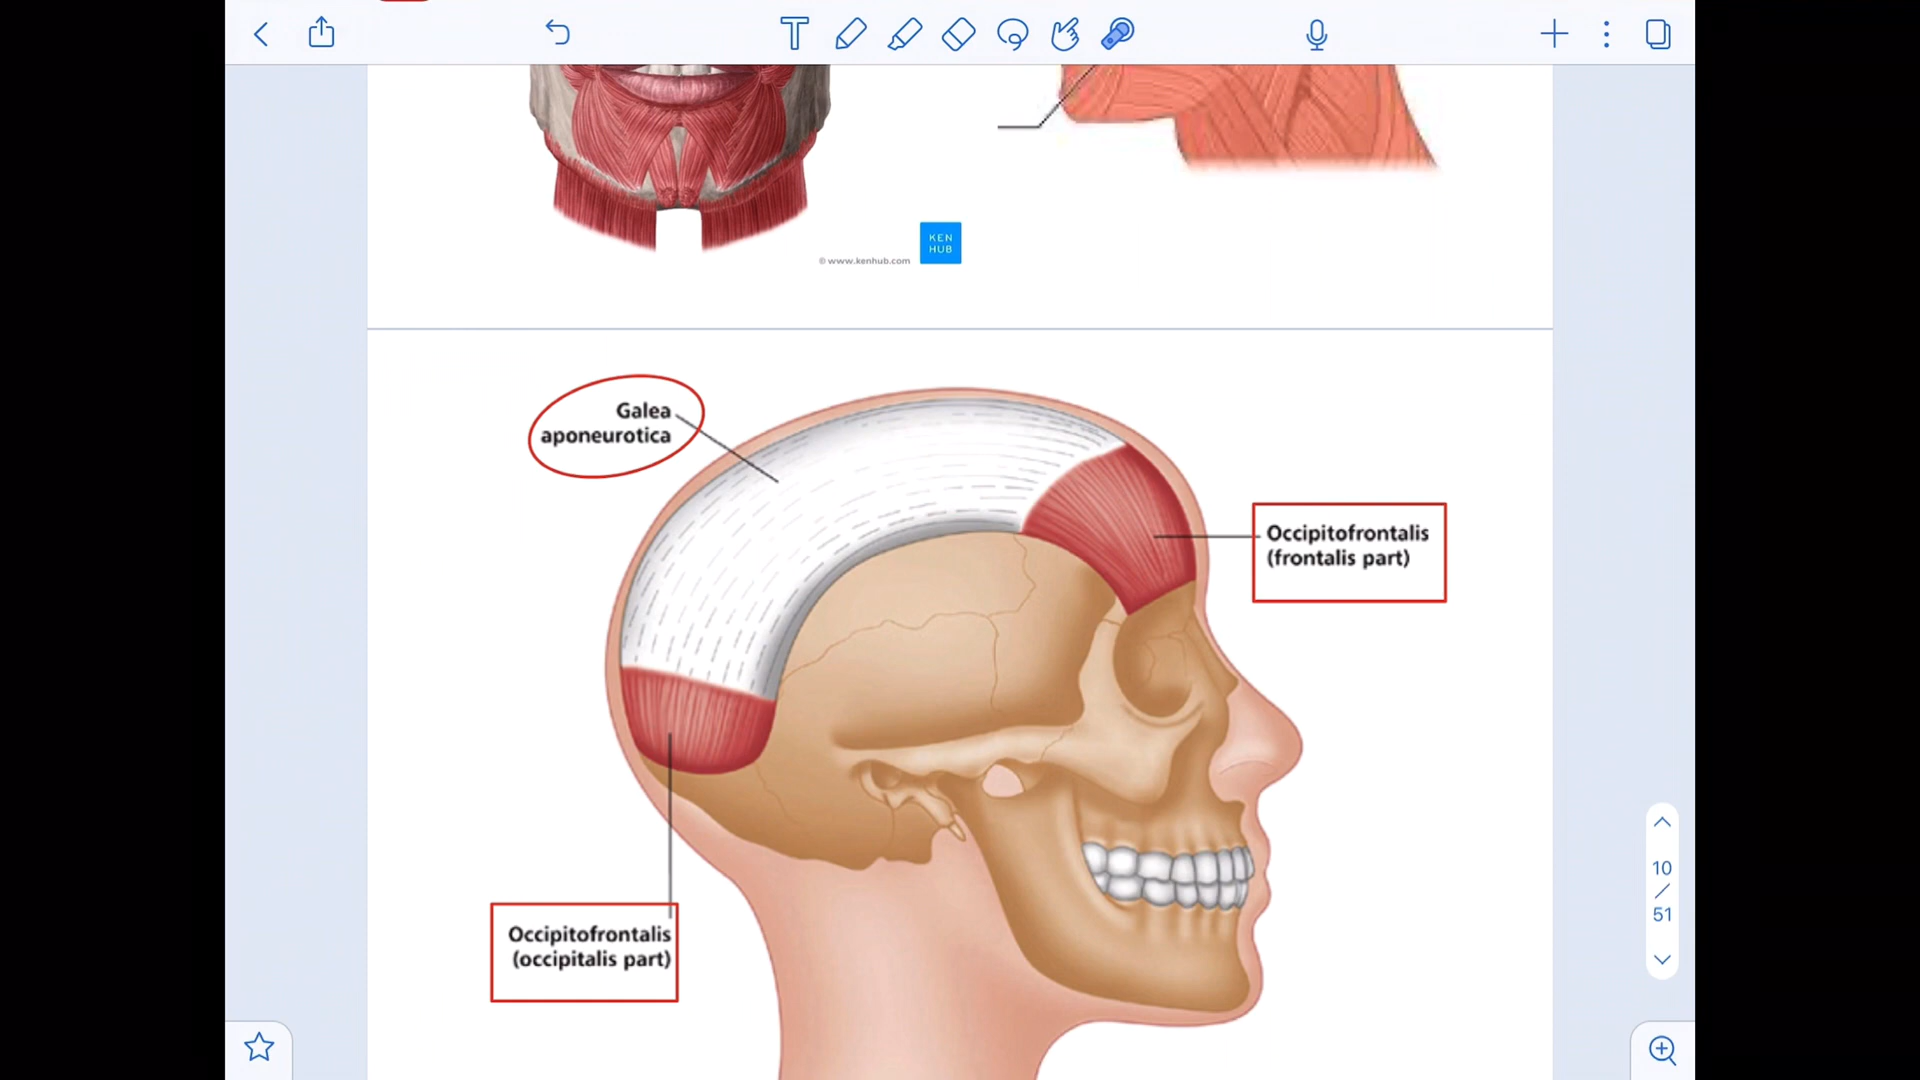 KEN
HUB
© www.kenhub.com
Galea
aponeurotica
Occipitofrontalis
(frontalis part)
Occipitofrontalis
(occipitalis part)
10
/
51